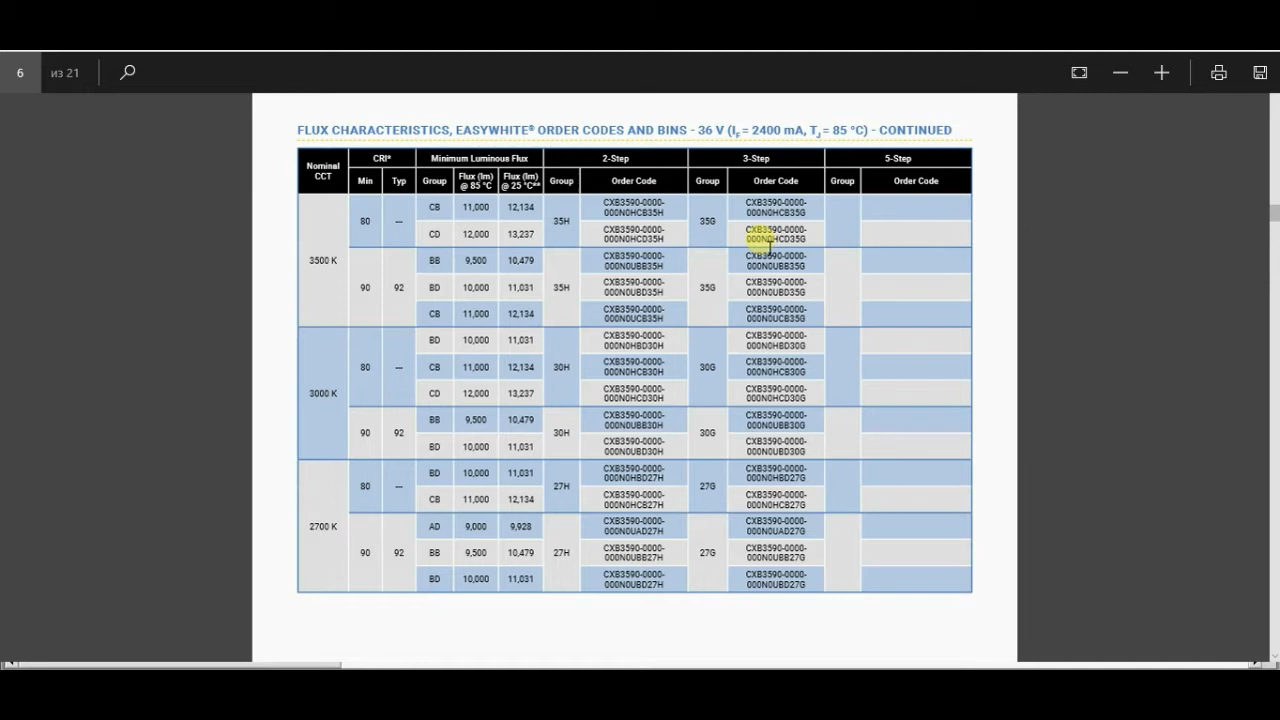 6 из 21
FLUX CHARACTERISTICS, EASYWHITE® ORDER CODES AND BINS - 36 V (IF = 2400 mA, TJ = 85 °C) - CONTINUED
Nominal CCT CRI* Minimum Luminous Flux 2-Step 3-Step 5-Step
Min Typ Group Flux (lm) @ 85 °C Flux (lm) @ 25 °C** Group Order Code Group Order Code Group Order Code
3500 K 80 --- CB 11,000 12,134 35H CXB3590-0000-000N0HCB35H 35G CXB3590-0000-000N0HCB35G
CD 12,000 13,237 CXB3590-0000-000N0HCD35H CXB3590-0000-000N0HCD35G
90 92 BB 9,500 10,479 35H CXB3590-0000-000N0UBB35H 35G CXB3590-0000-000N0UBB35G
BD 10,000 11,031 CXB3590-0000-000N0UBD35H CXB3590-0000-000N0UBD35G
CB 11,000 12,134 CXB3590-0000-000N0UCB35H CXB3590-0000-000N0UCB35G
3000 K 80 --- BD 10,000 11,031 30H CXB3590-0000-000N0HBD30H 30G CXB3590-0000-000N0HBD30G
CB 11,000 12,134 CXB3590-0000-000N0HCB30H CXB3590-0000-000N0HCB30G
CD 12,000 13,237 CXB3590-0000-000N0HCD30H CXB3590-0000-000N0HCD30G
90 92 BB 9,500 10,479 30H CXB3590-0000-000N0UBB30H 30G CXB3590-0000-000N0UBB30G
BD 10,000 11,031 CXB3590-0000-000N0UBD30H CXB3590-0000-000N0UBD30G
2700 K 80 --- BD 10,000 11,031 27H CXB3590-0000-000N0HBD27H 27G CXB3590-0000-000N0HBD27G
CB 11,000 12,134 CXB3590-0000-000N0HCB27H CXB3590-0000-000N0HCB27G
90 92 AD 9,000 9,928 27H CXB3590-0000-000N0UAD27H 27G CXB3590-0000-000N0UAD27G
BB 9,500 10,479 CXB3590-0000-000N0UBB27H CXB3590-0000-000N0UBB27G
BD 10,000 11,031 CXB3590-0000-000N0UBD27H CXB3590-0000-000N0UBD27G